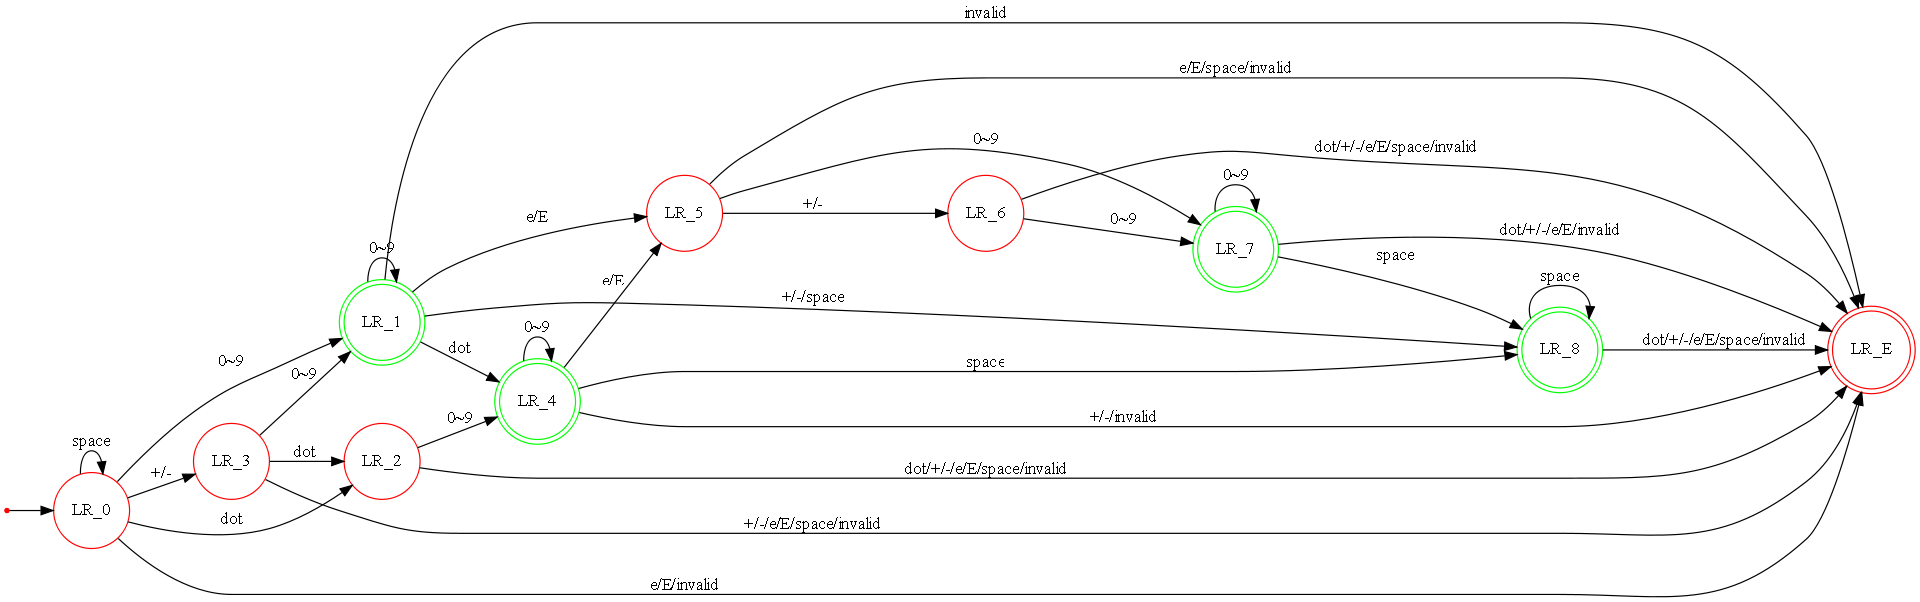 invalid
e/E/space/invalid
0~9
dot/+/-/e/E/space/invalid
0~9
LR_5
+/-
LR_6
0~9
e/E
LR_7
dot/+/-/e/E/invalid
space
0~9
e/E
space
LR_1
+/-/space
0~9
dot
LR_8
dot/+/-/e/E/space/invalid
LR_E
0~9
0~9
LR_4
space
0~9
+/-/invalid
space
+/-
LR_3
dot
LR_2
dot/+/-/e/E/space/invalid
LR_0
dot
+/-/e/E/space/invalid
e/E/invalid